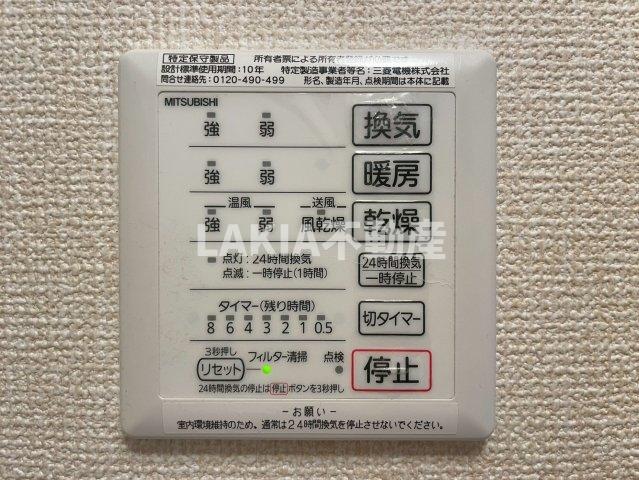 特定保守製品 所有者票による所有者登録が必要です
設計標準使用期間：10年 特定製造事業者等名：三菱電機株式会社
問合せ連絡先：0120-490-499 形名、製造年月、点検期間は本体に記載
MITSUBISHI
強 弱 換気
強 弱 暖房
温風 送風
強 弱 風乾燥 乾燥
LAKIA不動産
点灯：24時間換気
点滅：一時停止(1時間)
24時間換気
一時停止
タイマー(残り時間)
8 6 4 3 2 1 0.5
切タイマー
3秒押し
リセット フィルター清掃 点検
停止
24時間換気の停止は停止ボタンを3秒押し
－お願い－
室内環境維持のため、通常は24時間換気を停止させないでください。